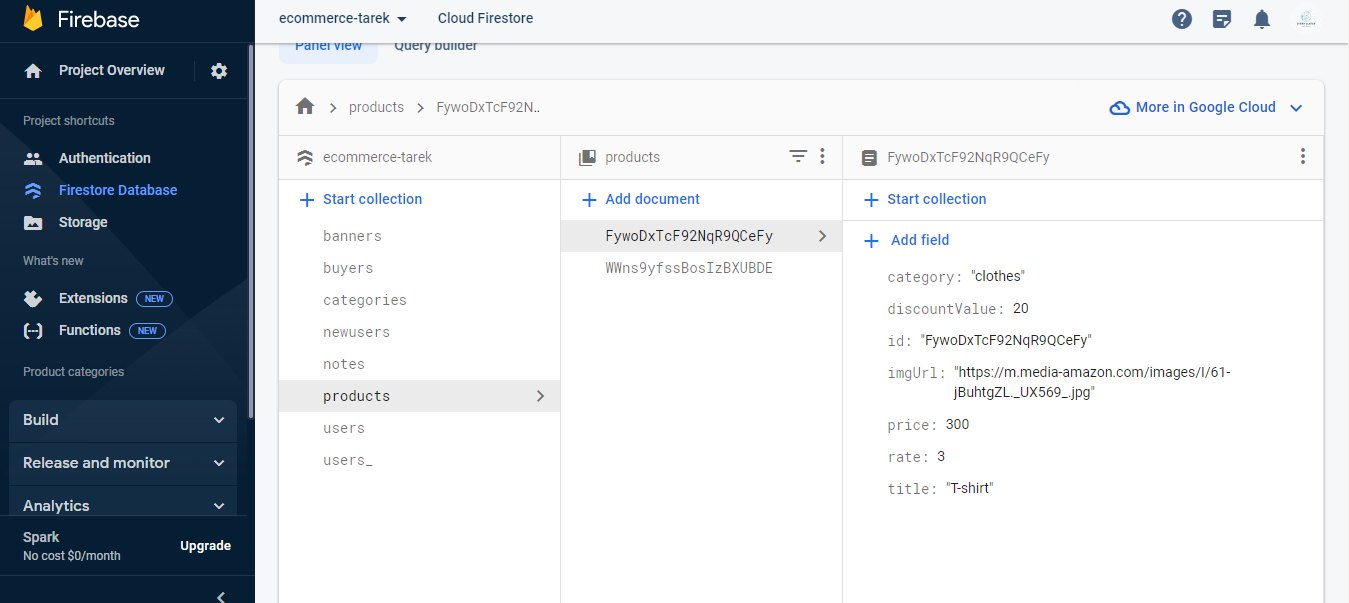 Firebase
ecommerce-tarek
Cloud Firestore
Project Overview
Project shortcuts
Authentication
Firestore Database
Storage
What's new
Extensions NEW
Functions NEW
Product categories
Build
Release and monitor
Analytics
Spark
No cost $0/month
Upgrade
Panel view
Query builder
products
FywoDxTcF92N..
More in Google Cloud
ecommerce-tarek
Start collection
banners
buyers
categories
newusers
notes
products
users
users_
products
Add document
FywoDxTcF92NqR9QCeFy
WWns9yfssBosIzBXUBDE
FywoDxTcF92NqR9QCeFy
Start collection
Add field
category: "clothes"
discountValue: 20
id: "FywoDxTcF92NqR9QCeFy"
imgUrl: "https://m.media-amazon.com/images/I/61-
jBuhtgZL._UX569_.jpg"
price: 300
rate: 3
title: "T-shirt"